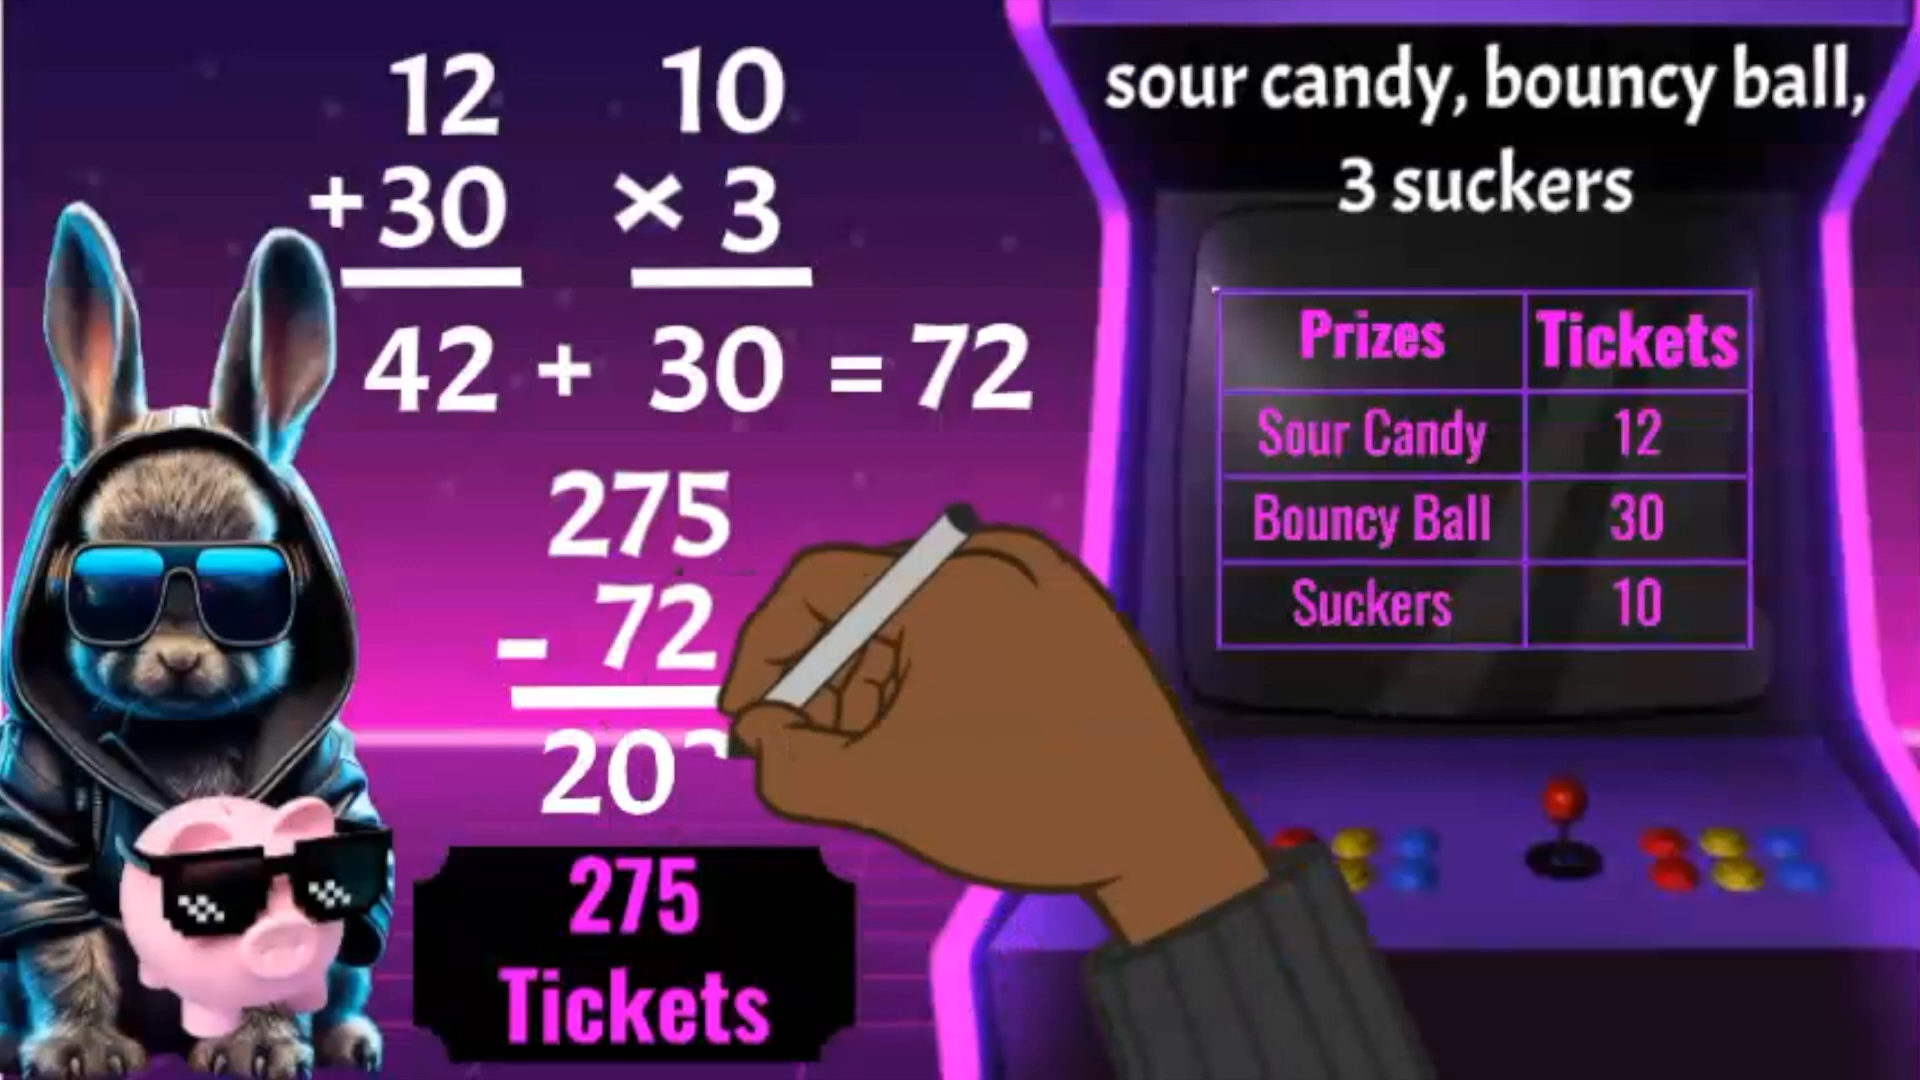 12
+30
42 + 30 = 72
10
× 3
275
- 72
20
275
Tickets
sour candy, bouncy ball,
3 suckers
Prizes Tickets
Sour Candy 12
Bouncy Ball 30
Suckers 10